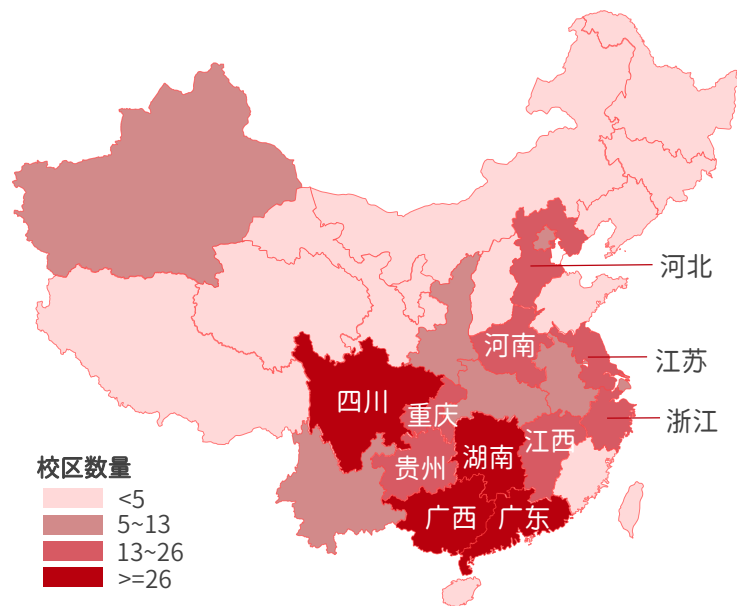 河北
河南
江苏
四川
重庆
浙江
江西
湖南
贵州
广西
广东
校区数量
<5
5~13
13~26
>=26